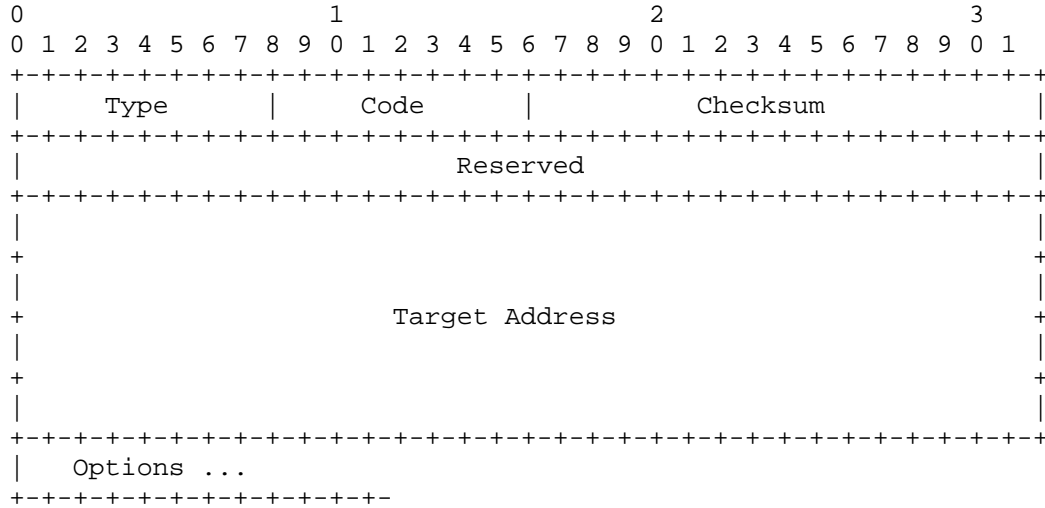 0                   1                   2                   3
0 1 2 3 4 5 6 7 8 9 0 1 2 3 4 5 6 7 8 9 0 1 2 3 4 5 6 7 8 9 0 1
+-+-+-+-+-+-+-+-+-+-+-+-+-+-+-+-+-+-+-+-+-+-+-+-+-+-+-+-+-+-+-+-+
|     Type      |     Code      |          Checksum             |
+-+-+-+-+-+-+-+-+-+-+-+-+-+-+-+-+-+-+-+-+-+-+-+-+-+-+-+-+-+-+-+-+
|                           Reserved                            |
+-+-+-+-+-+-+-+-+-+-+-+-+-+-+-+-+-+-+-+-+-+-+-+-+-+-+-+-+-+-+-+-+
|                                                               |
+                                                               +
|                                                               |
+                       Target Address                          +
|                                                               |
+                                                               +
|                                                               |
+-+-+-+-+-+-+-+-+-+-+-+-+-+-+-+-+-+-+-+-+-+-+-+-+-+-+-+-+-+-+-+-+
|   Options ...
+-+-+-+-+-+-+-+-+-+-+-+-